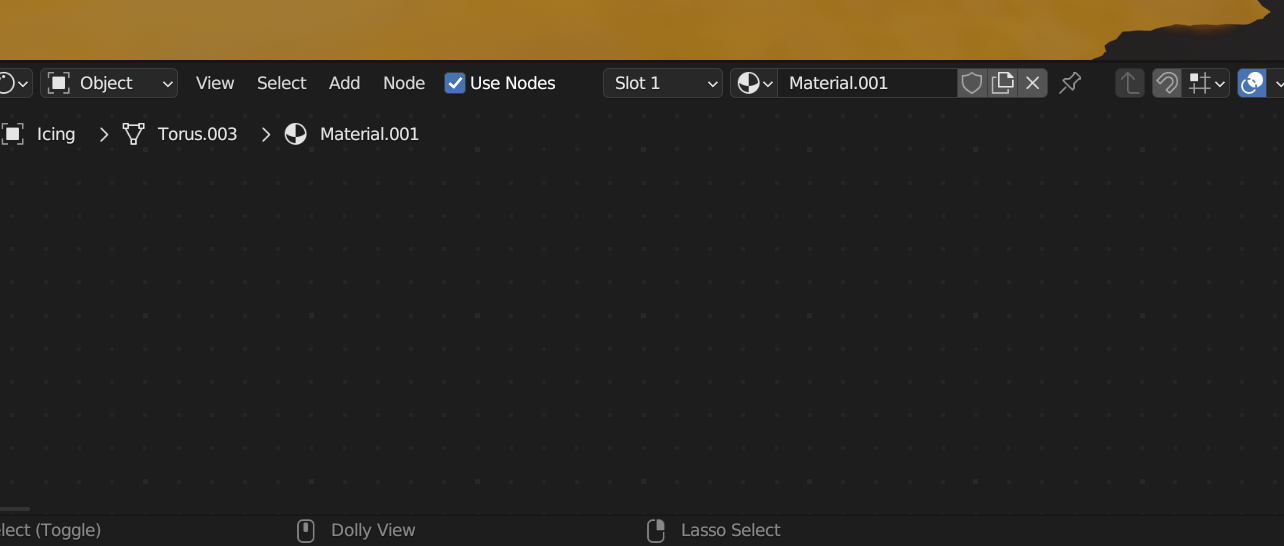 Object View Select Add Node Use Nodes Slot 1 Material.001
Icing Torus.003 Material.001
(Toggle) Dolly View Lasso Select